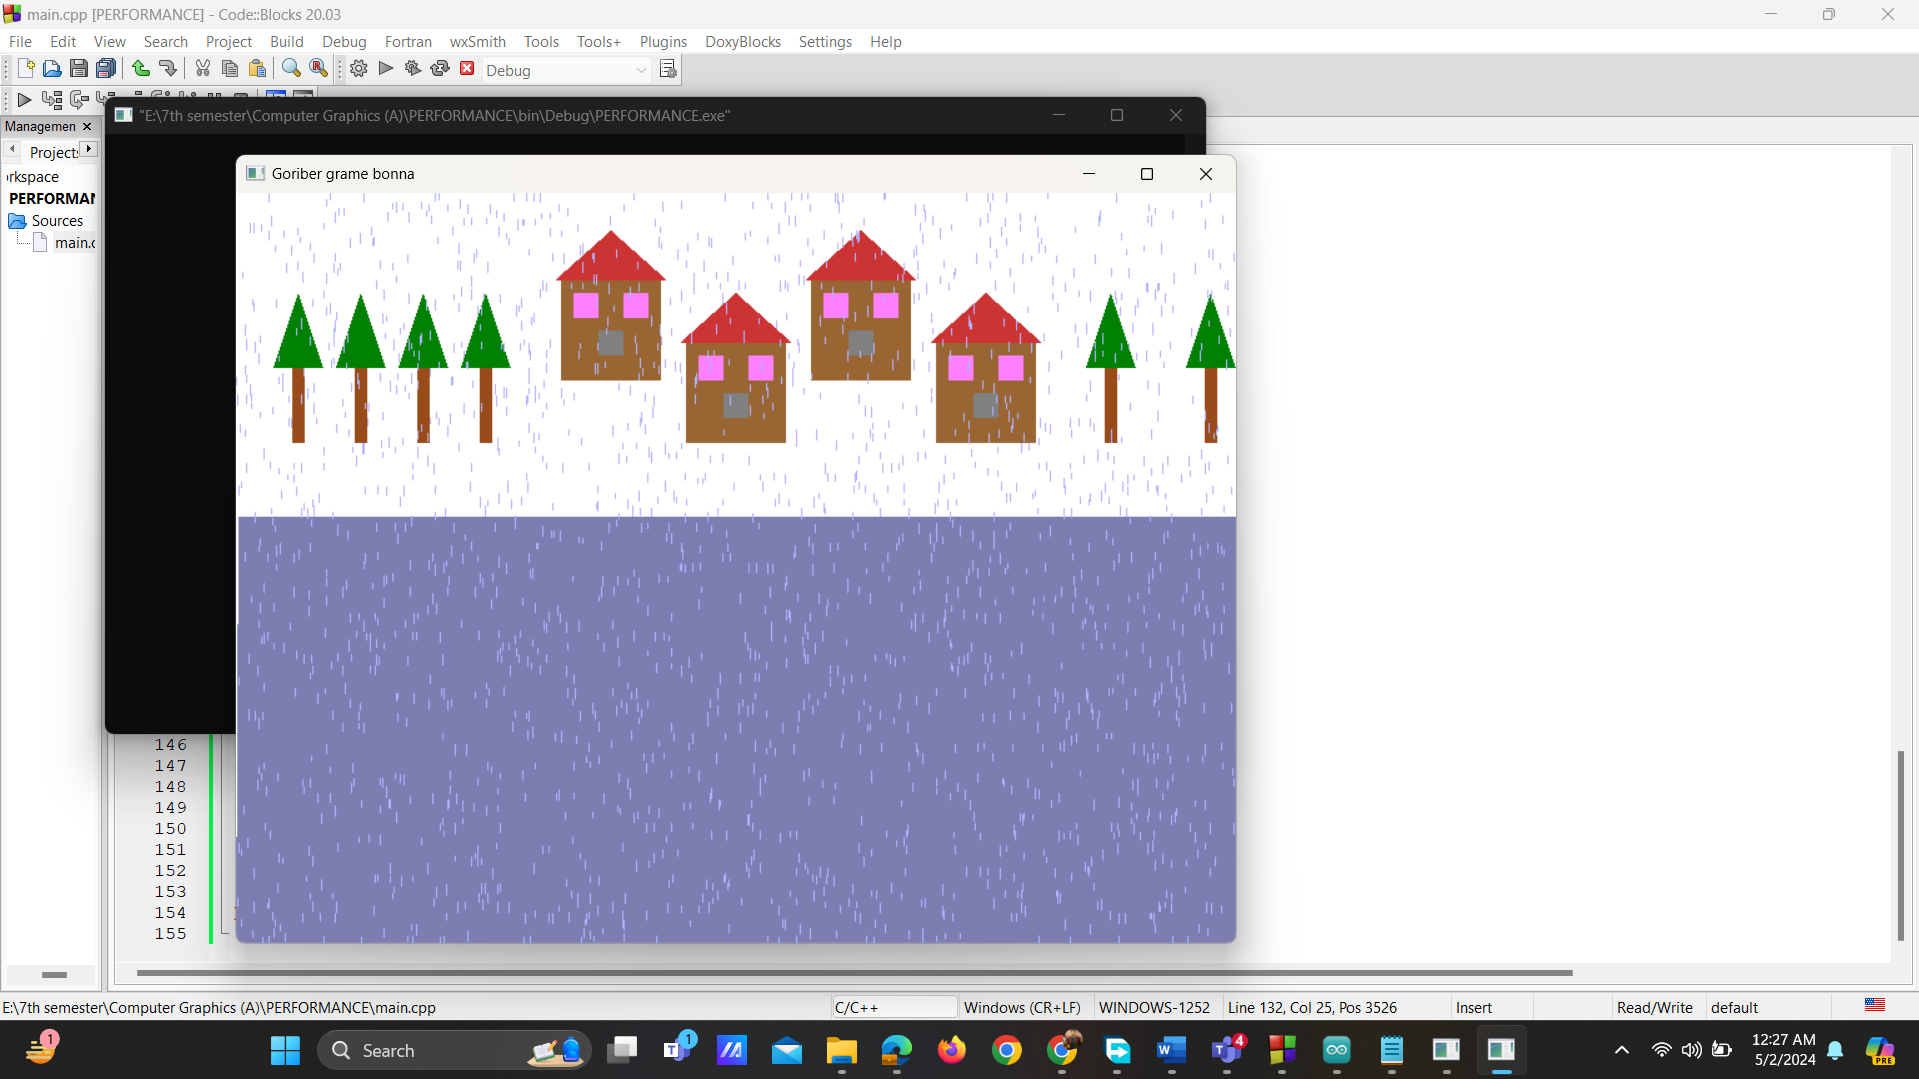 main.cpp [PERFORMANCE] - Code::Blocks 20.03
File Edit View Search Project Build Debug Fortran wxSmith Tools Tools+ Plugins DoxyBlocks Settings Help
Debug
Managemen
"E:\7th semester\Computer Graphics (A)\PERFORMANCE\bin\Debug\PERFORMANCE.exe"
Projects
Goriber grame bonna
orkspace
PERFORMAN
Sources
main.c
146
147
148
149
150
151
152
153
154
155
E:\7th semester\Computer Graphics (A)\PERFORMANCE\main.cpp C/C++ Windows (CR+LF) WINDOWS-1252 Line 132, Col 25, Pos 3526 Insert Read/Write default
1
Search
1
4
12:27 AM
5/2/2024
PRE